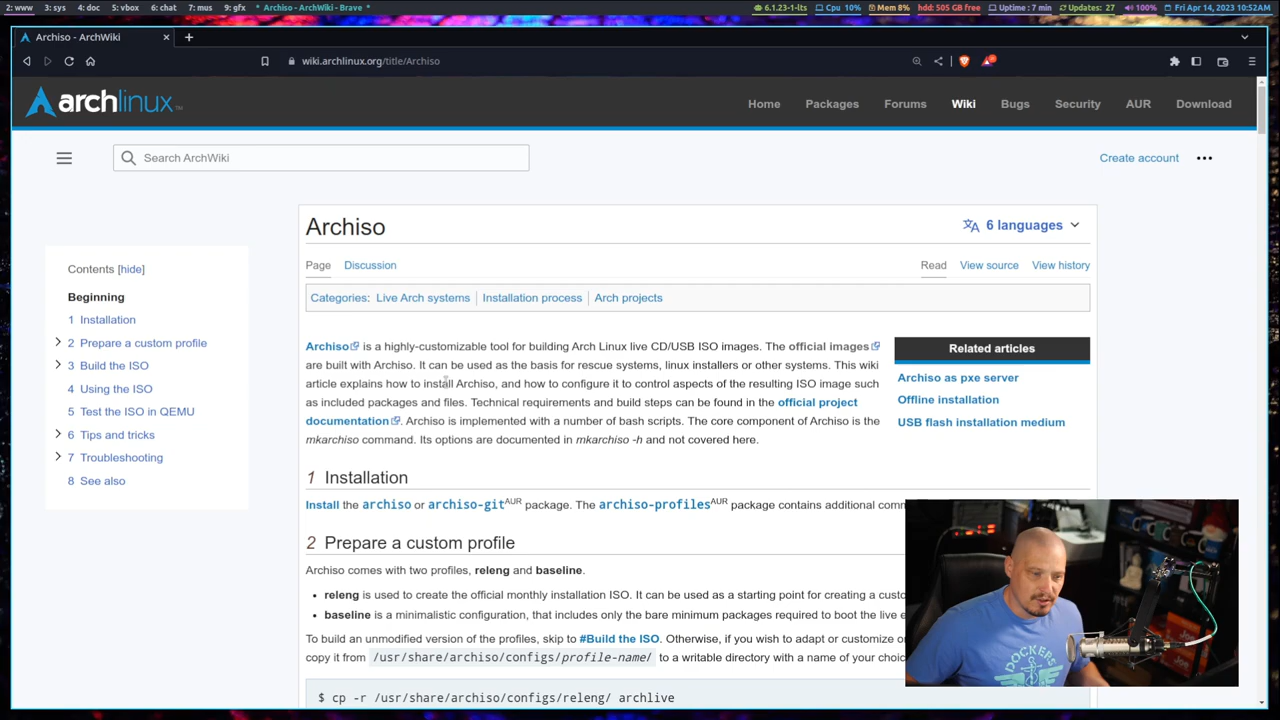 2: www 3: sys 4: doc 5: vbox 6: chat 7: mus 9: gfx * Archiso - ArchWiki - Brave * 6.1.23-1-lts Cpu 10% Mem 8% hdd: 505 GB free Uptime : 7 min Updates: 27 100% Fri Apr 14, 2023 10:52AM
Archiso - ArchWiki
wiki.archlinux.org/title/Archiso
archlinux™
Home Packages Forums Wiki Bugs Security AUR Download
Search ArchWiki
Create account
Archiso
6 languages
Page Discussion Read View source View history
Categories: Live Arch systems Installation process Arch projects
Contents [hide]
Beginning
1 Installation
2 Prepare a custom profile
3 Build the ISO
4 Using the ISO
5 Test the ISO in QEMU
6 Tips and tricks
7 Troubleshooting
8 See also
Archiso is a highly-customizable tool for building Arch Linux live CD/USB ISO images. The official images
are built with Archiso. It can be used as the basis for rescue systems, linux installers or other systems. This wiki
article explains how to install Archiso, and how to configure it to control aspects of the resulting ISO image such
as included packages and files. Technical requirements and build steps can be found in the official project
documentation. Archiso is implemented with a number of bash scripts. The core component of Archiso is the
mkarchiso command. Its options are documented in mkarchiso -h and not covered here.
Related articles
Archiso as pxe server
Offline installation
USB flash installation medium
1 Installation
Install the archiso or archiso-gitAUR package. The archiso-profilesAUR package contains additional
2 Prepare a custom profile
Archiso comes with two profiles, releng and baseline.
• releng is used to create the official monthly installation ISO. It can be used as a starting point for creating a
• baseline is a minimalistic configuration, that includes only the bare minimum packages required to boot the live
To build an unmodified version of the profiles, skip to #Build the ISO. Otherwise, if you wish to adapt or customize
copy it from /usr/share/archiso/configs/profile-name/ to a writable directory with a name of your
$ cp -r /usr/share/archiso/configs/releng/ archlive
DOCKERS